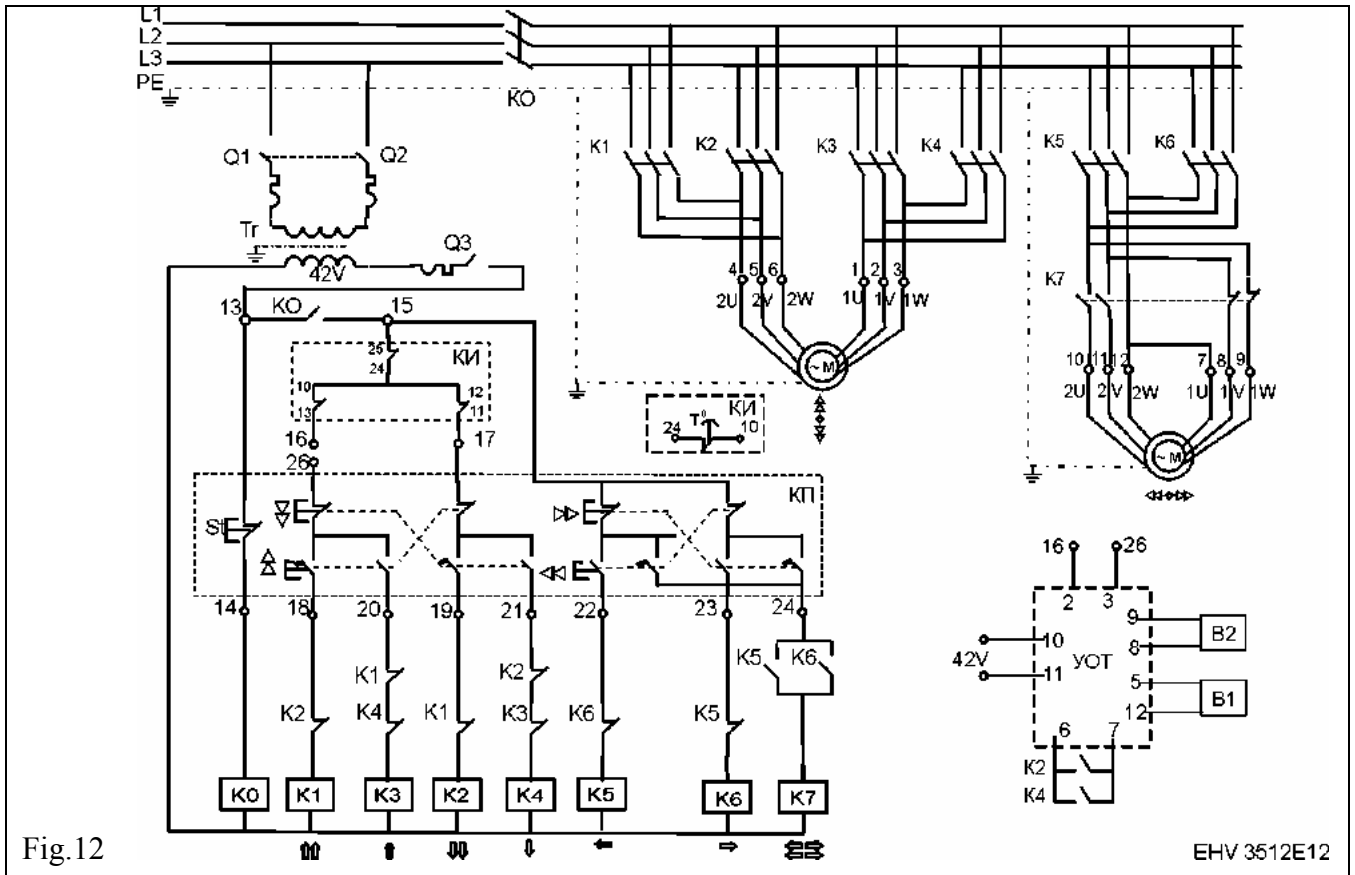 L1
L2
L3
PE
KO
Q1 Q2
Tr
42V
Q3
K1 K2 K3 K4 K5 K6
4 5 6 1 2 3
2U 2V 2W 1U 1V 1W
~ M
K7
10 11 12 7 8 9
2U 2V 2W 1U 1V 1W
~ M
13 KO 15
25
24
КИ
10 12
13 11
16 17
26
КИ
24 T° 10
КП
St
14 18 20 19 21 22 23 24
K1 K2 K5 K6
K2 K4 K1 K3 K6 K5
K0 K1 K3 K2 K4 K5 K6 K7
16 26
2 3
42V 10 УОТ 9 B2
11 8
5 B1
12
6 7
K2
K4
Fig.12
EHV 3512E12